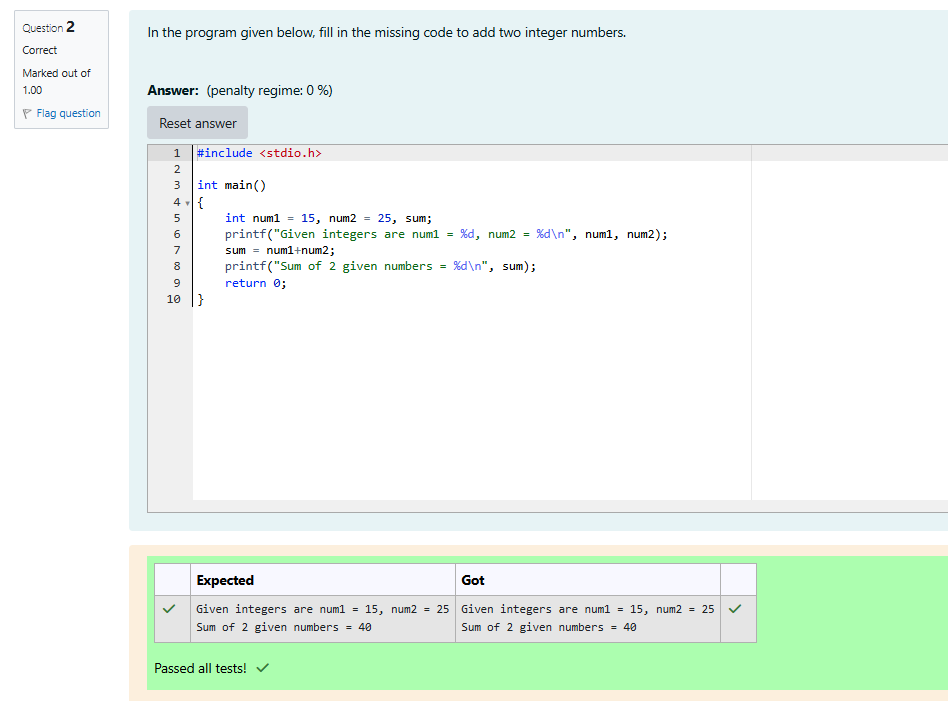 Question 2
Correct
Marked out of
1.00
Flag question
In the program given below, fill in the missing code to add two integer numbers.
Answer: (penalty regime: 0 %)
Reset answer
1 #include <stdio.h>
2
3 int main()
4 {
5     int num1 = 15, num2 = 25, sum;
6     printf("Given integers are num1 = %d, num2 = %d\n", num1, num2);
7     sum = num1+num2;
8     printf("Sum of 2 given numbers = %d\n", sum);
9     return 0;
10 }
Expected Got
Given integers are num1 = 15, num2 = 25 Given integers are num1 = 15, num2 = 25
Sum of 2 given numbers = 40 Sum of 2 given numbers = 40
Passed all tests!